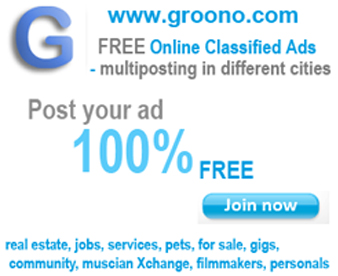 G
www.groono.com
FREE Online Classified Ads
- multiposting in different cities
Post your ad
100% FREE
Join now
real estate, jobs, services, pets, for sale, gigs,
community, muscian Xchange, filmmakers, personals